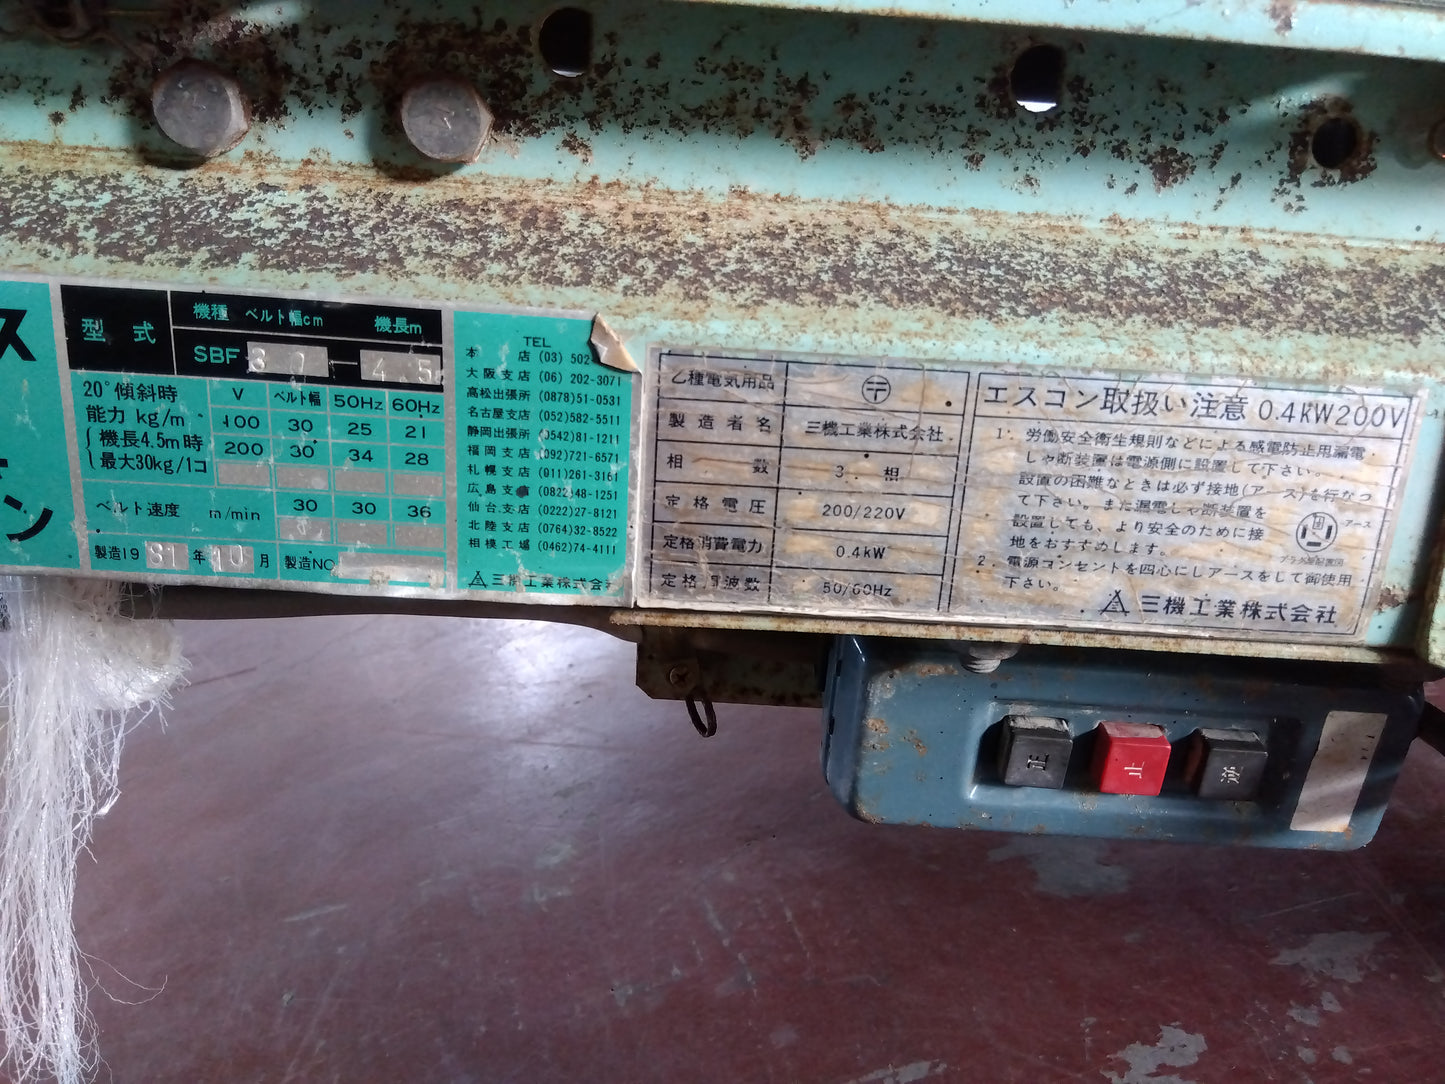 ス
ン
型式
機種 ベルト幅cm 機長m
SBF 30-4.5
20°傾斜時
能力 kg/m
機長4.5m時
最大30kg/1コ
V ベルト幅 50Hz 60Hz
100 30 25 21
200 30 34 28
ベルト速度 m/min 30 30 36
製造19 81 年 10 月 製造NO
TEL
本店 (03) 502-
大阪支店 (06) 202-3071
高松出張所 (0878)51-0531
名古屋支店 (052)582-5511
静岡出張所 (0542)81-1211
福岡支店 (092)721-6571
札幌支店 (011)261-3161
広島支店 (0822)48-1251
仙台支店 (0222)27-8121
北陸支店 (0764)32-8522
相模工場 (0462)74-4111
三機工業株式会社
乙種電気用品 〒
製造者名 三機工業株式会社
相数 3相
定格電圧 200/220V
定格消費電力 0.4kW
定格周波数 50/60Hz
エスコン取扱い注意 0.4KW200V
1. 労働安全衛生規則などによる感電防止用漏電
しゃ断装置は電源側に設置して下さい。
設置の困難なときは必ず接地(アース)を行なっ
て下さい。また漏電しゃ断装置を
設置しても、より安全のために接
地をおすすめします。
アース
2. 電源コンセントを四心にしアースをして御使用
下さい。
三機工業株式会社
正
止
逆